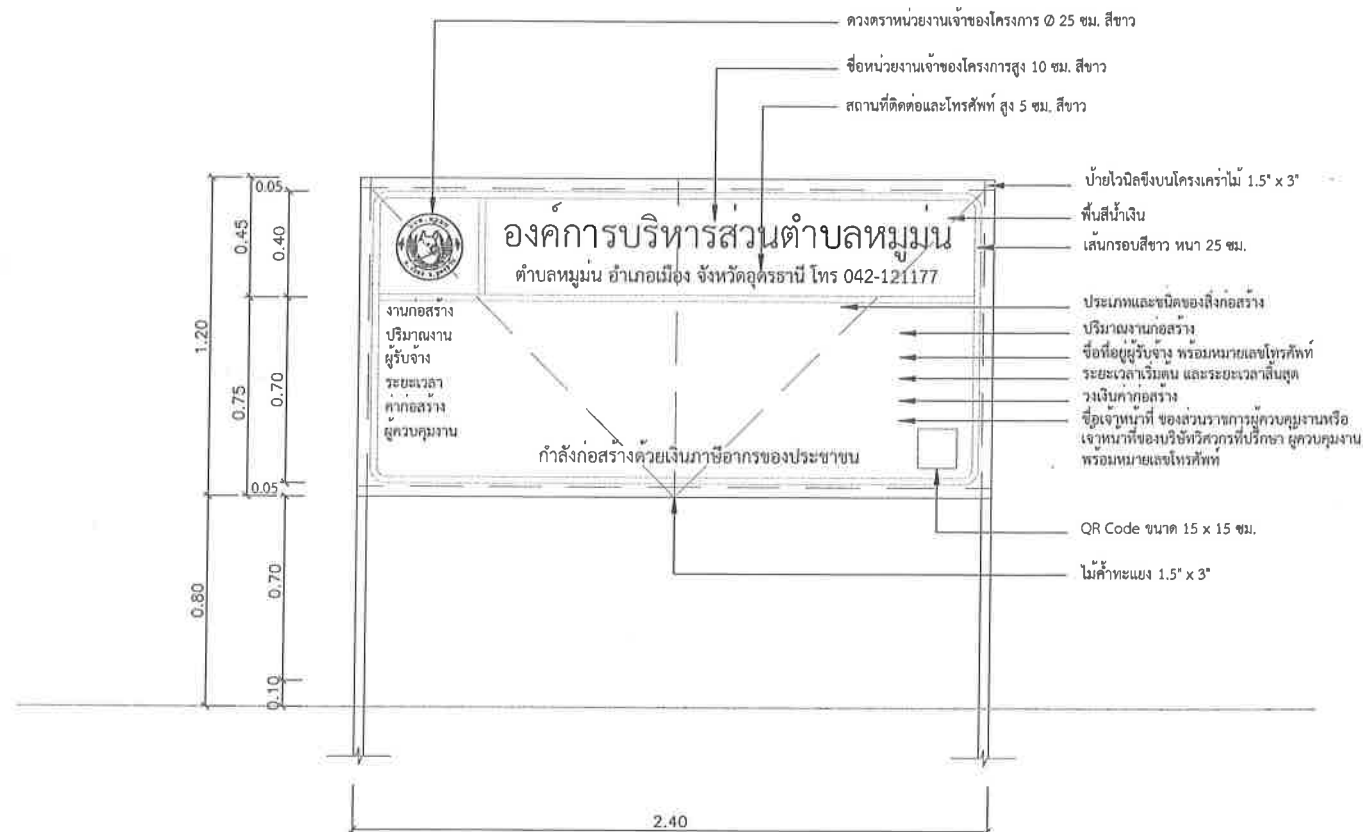 ดวงตราหน่วยงานเจ้าของโครงการ Ø 25 ซม. สีขาว
ชื่อหน่วยงานเจ้าของโครงการสูง 10 ซม. สีขาว
สถานที่ติดต่อและโทรศัพท์ สูง 5 ซม. สีขาว
ป้ายไวนิลขึงบนโครงเคร่าไม้ 1.5" x 3"
พื้นสีน้ำเงิน
เส้นกรอบสีขาว หนา 25 ซม.
องค์การบริหารส่วนตำบลหมูม่น
ตำบลหมูม่น อำเภอเมือง จังหวัดอุดรธานี โทร 042-121177
งานก่อสร้าง
ปริมาณงาน
ผู้รับจ้าง
ระยะเวลา
ค่าก่อสร้าง
ผู้ควบคุมงาน
กำลังก่อสร้างด้วยเงินภาษีอากรของประชาชน
ประเภทและชนิดของสิ่งก่อสร้าง
ปริมาณงานก่อสร้าง
ชื่อที่อยู่ผู้รับจ้าง พร้อมหมายเลขโทรศัพท์
ระยะเวลาเริ่มต้น และระยะเวลาสิ้นสุด
วงเงินค่าก่อสร้าง
ชื่อเจ้าหน้าที่ ของส่วนราชการผู้ควบคุมงานหรือ
เจ้าหน้าที่ของบริษัทวิศวกรที่ปรึกษา ผู้ควบคุมงาน
พร้อมหมายเลขโทรศัพท์
QR Code ขนาด 15 x 15 ซม.
ไม้ค้ำทะแยง 1.5" x 3"
0.05
0.45
0.40
1.20
0.75
0.70
0.05
0.80
0.70
0.10
2.40